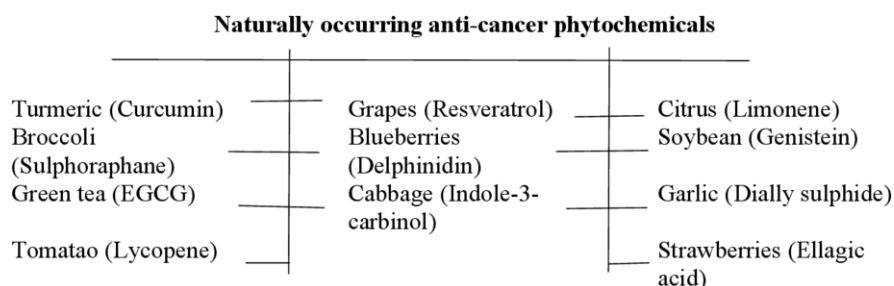 Naturally occurring anti-cancer phytochemicals
Turmeric (Curcumin)
Broccoli
(Sulphoraphane)
Green tea (EGCG)
Tomatao (Lycopene)
Grapes (Resveratrol)
Blueberries
(Delphinidin)
Cabbage (Indole-3-
carbinol)
Citrus (Limonene)
Soybean (Genistein)
Garlic (Dially sulphide)
Strawberries (Ellagic
acid)